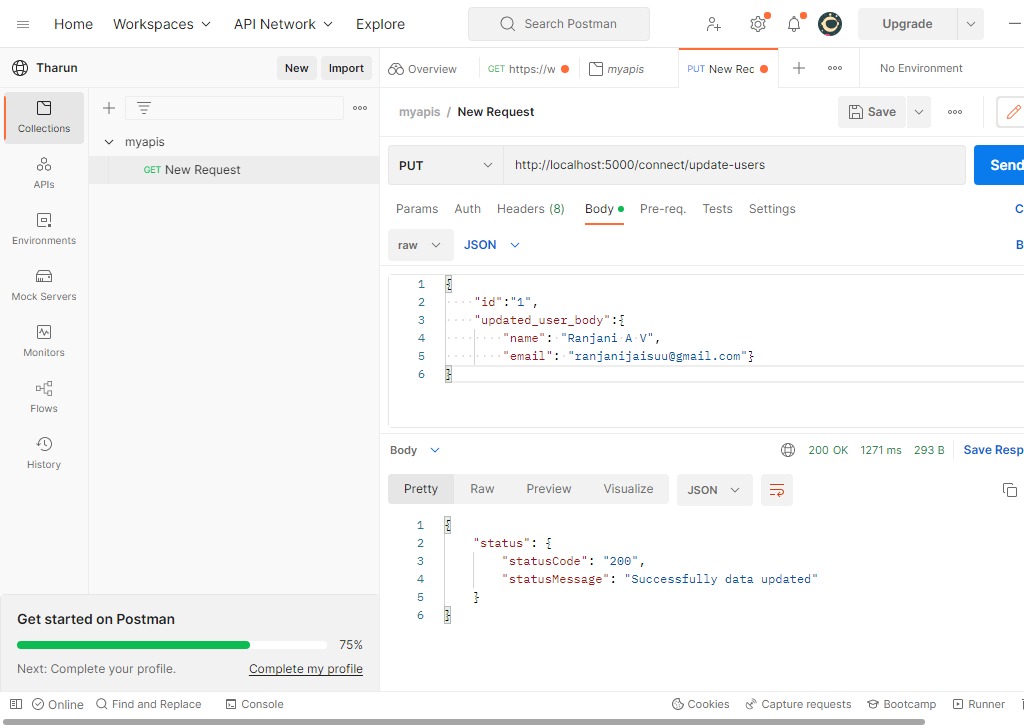 Home Workspaces API Network Explore Search Postman Upgrade
Tharun New Import Overview GET https://w myapis PUT New Rec No Environment
Collections
APIs
Environments
Mock Servers
Monitors
Flows
History
myapis
GET New Request
myapis / New Request Save
PUT http://localhost:5000/connect/update-users Send
Params Auth Headers (8) Body Pre-req. Tests Settings C
raw JSON B
1 {
2 "id":"1",
3 "updated_user_body":{
4 "name": "Ranjani A V",
5 "email": "ranjanijaisuu@gmail.com"}
6 }
Body 200 OK 1271 ms 293 B Save Resp
Pretty Raw Preview Visualize JSON
1 {
2 "status": {
3 "statusCode": "200",
4 "statusMessage": "Successfully data updated"
5 }
6 }
Get started on Postman
75%
Next: Complete your profile. Complete my profile
Online Find and Replace Console Cookies Capture requests Bootcamp Runner